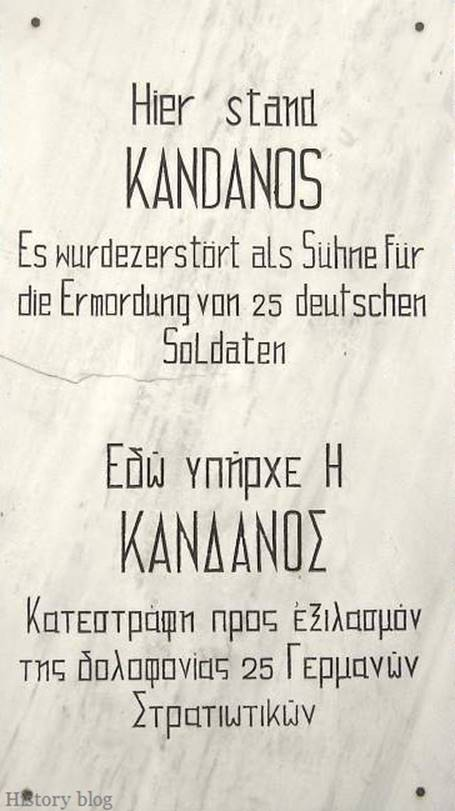 Hier stand
KANDANOS
Es wurdezerstört als Sühne für
die Ermordung von 25 deutschen
Soldaten
Εδώ υπήρχε Η
ΚΑΝΔΑΝΟΣ
Κατεστράφη προς ἐξιλασμόν
της δολοφονίας 25 Γερμανών
Στρατιωτικών
History blog